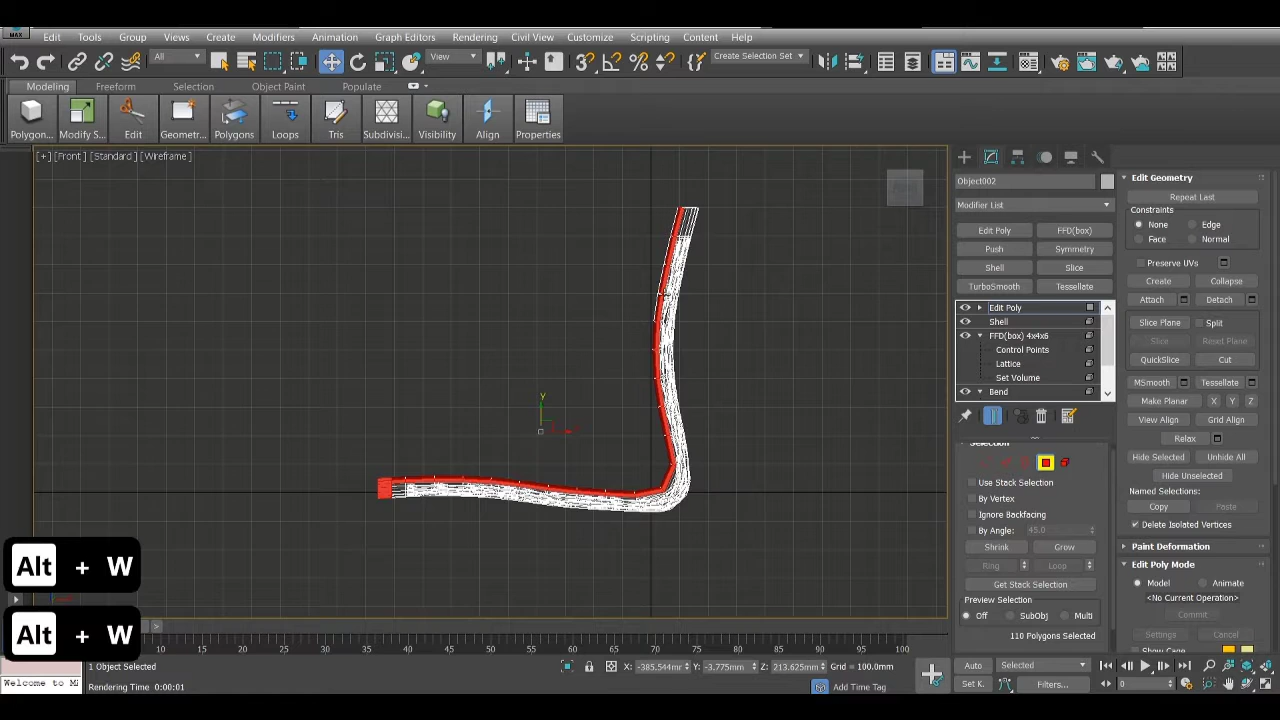 MAX
Edit Tools Group Views Create Modifiers Animation Graph Editors Rendering Civil View Customize Scripting Content Help
All View Create Selection Set
Modeling Freeform Selection Object Paint Populate
Polygon... Modify S... Edit Geometr... Polygons Loops Tris Subdivisi... Visibility Align Properties
[+] [Front ] [Standard ] [Wireframe ]
y
Object002
Modifier List
Edit Poly FFD(box)
Push Symmetry
Shell Slice
TurboSmooth Tessellate
Edit Poly
Shell
FFD(box) 4x4x6
Control Points
Lattice
Set Volume
Bend
Selection
Use Stack Selection
By Vertex
Ignore Backfacing
By Angle: 45.0
Shrink Grow
Ring Loop
Get Stack Selection
Preview Selection
Off SubObj Multi
110 Polygons Selected
Edit Geometry
Repeat Last
Constraints
None Edge
Face Normal
Preserve UVs
Create Collapse
Attach Detach
Slice Plane Split
Slice Reset Plane
QuickSlice Cut
MSmooth Tessellate
Make Planar X Y Z
View Align Grid Align
Relax
Hide Selected Unhide All
Hide Unselected
Named Selections:
Copy Paste
Delete Isolated Vertices
Paint Deformation
Edit Poly Mode
Model Animate
<No Current Operation>
Commit
Settings Cancel
Show Cage
Alt + W
Alt + W
>
10 15 20 25 30 35 40 45 50 55 60 65 70 75 80 85 90 95 100
1 Object Selected X: -385.544mr Y: -3.775mm Z: 213.625mm Grid = 100.0mm
Auto Selected
Welcome to M
Rendering Time 0:00:01 Add Time Tag
Set K. Filters... 0